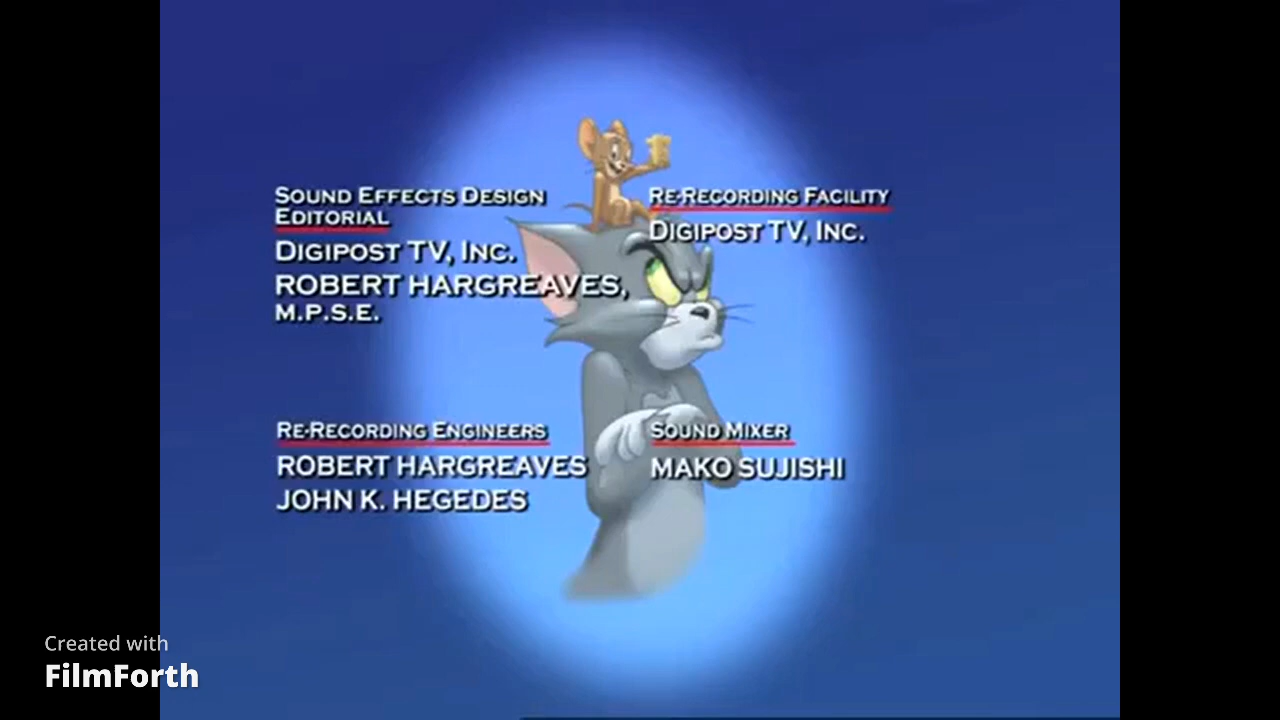 SOUND EFFECTS DESIGN
EDITORIAL
DIGIPOST TV, INC.
ROBERT HARGREAVES,
M.P.S.E.
RE-RECORDING FACILITY
DIGIPOST TV, INC.
RE-RECORDING ENGINEERS
ROBERT HARGREAVES
JOHN K. HEGEDES
SOUND MIXER
MAKO SUJISHI
Created with
FilmForth